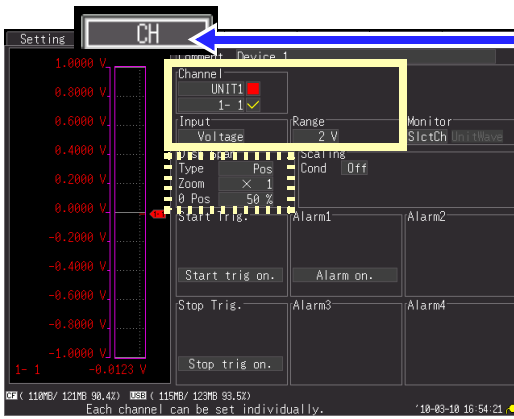 Setting
CH
Comment Device 1
1.0000 V
0.8000 V
0.6000 V
0.4000 V
0.2000 V
0.0000 V
-0.2000 V
-0.4000 V
-0.6000 V
-0.8000 V
-1.0000 V
1- 1 -0.0123 V
Channel
UNIT1
1- 1
Input
Voltage
Range
2 V
Monitor
SlctCh UnitWave
Disp Span
Type Pos
Zoom × 1
0 Pos 50 %
Scaling
Cond Off
Start Trig.
Start trig on.
Alarm1
Alarm on.
Alarm2
Stop Trig.
Stop trig on.
Alarm3
Alarm4
CF ( 110MB/ 121MB 90.4%) USB ( 115MB/ 123MB 93.5%)
Each channel can be set individually.
'10-03-10 16:54:21